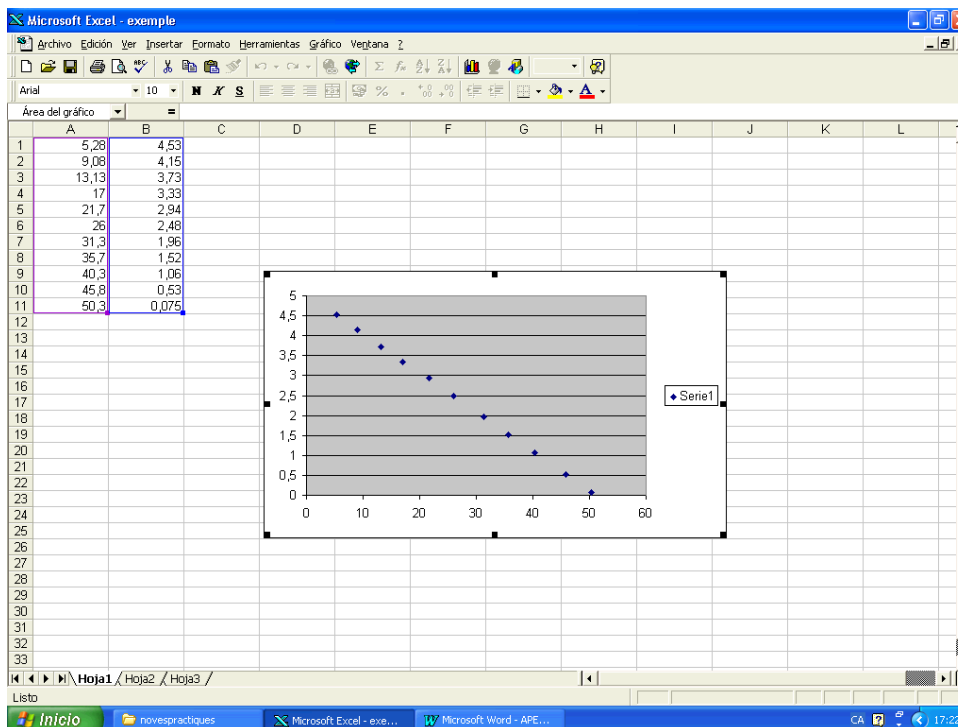 Microsoft Excel - exemple
Archivo Edición Ver Insertar Formato Herramientas Gráfico Ventana ?
Arial 10 N K S
Área del gráfico =
A B C D E F G H I J K L
1 5,28 4,53
2 9,08 4,15
3 13,13 3,73
4 17 3,33
5 21,7 2,94
6 26 2,48
7 31,3 1,96
8 35,7 1,52
9 40,3 1,06
10 45,8 0,53
11 50,3 0,075
12
13
14
15
16
17
18
19
20
21
22
23
24
25
26
27
28
29
30
31
32
33
5
4,5
4
3,5
3
2,5
2
1,5
1
0,5
0
0 10 20 30 40 50 60
Serie1
Hoja1 Hoja2 Hoja3
Listo
Inicio novespractiques Microsoft Excel - exe... Microsoft Word - APE... CA 17:22